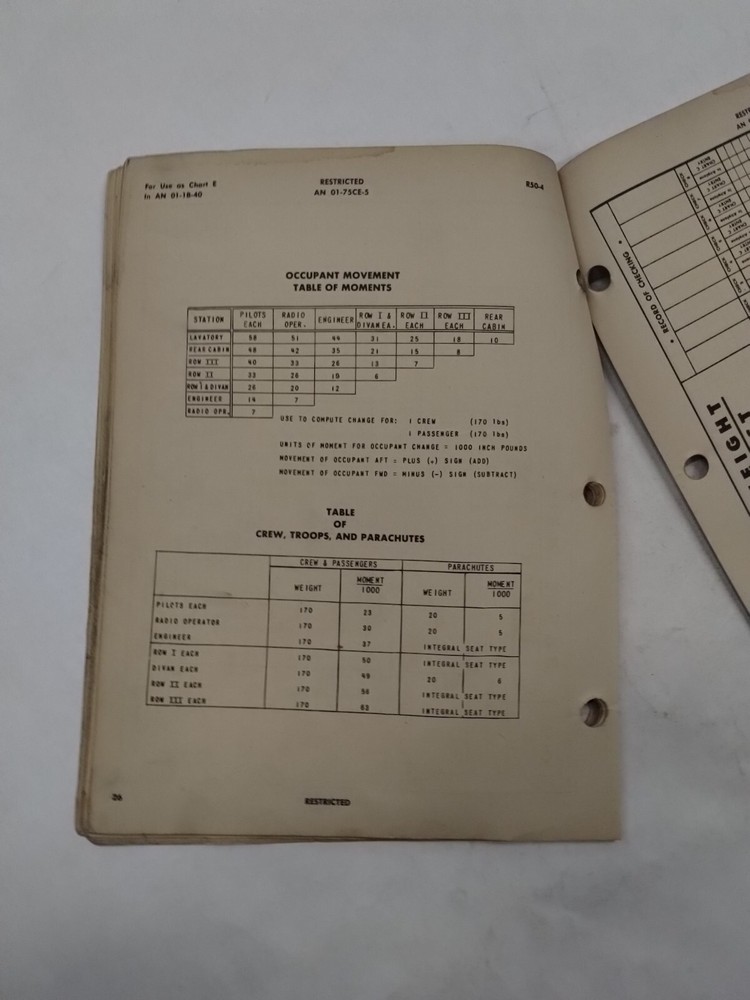 For Use as Chart E
In AN 01-1B-40
RESTRICTED
AN 01-75CE-5
R50-4
OCCUPANT MOVEMENT
TABLE OF MOMENTS
STATION PILOTS EACH RADIO OPER. ENGINEER ROW I & DIVAN EA. ROW II EACH ROW III EACH REAR CABIN
LAVATORY 58 51 44 31 25 18 10
REAR CABIN 48 42 35 21 15 8
ROW III 40 33 26 13 7
ROW II 33 26 19 6
ROW I & DIVAN 26 20 12
ENGINEER 14 7
RADIO OPR. 7
USE TO COMPUTE CHANGE FOR: 1 CREW (170 lbs)
1 PASSENGER (170 lbs)
UNITS OF MOMENT FOR OCCUPANT CHANGE = 1000 INCH POUNDS
MOVEMENT OF OCCUPANT AFT = PLUS (+) SIGN (ADD)
MOVEMENT OF OCCUPANT FWD = MINUS (-) SIGN (SUBTRACT)
TABLE
OF
CREW, TROOPS, AND PARACHUTES
CREW & PASSENGERS PARACHUTES
WEIGHT MOMENT 1000 WEIGHT MOMENT 1000
PILOTS EACH 170 23 20 5
RADIO OPERATOR 170 30 20 5
ENGINEER 170 37 INTEGRAL SEAT TYPE
ROW I EACH 170 50 INTEGRAL SEAT TYPE
DIVAN EACH 170 49 20 6
ROW II EACH 170 56 INTEGRAL SEAT TYPE
ROW III EACH 170 63 INTEGRAL SEAT TYPE
26
RESTRICTED
RECORD OF CHECKING